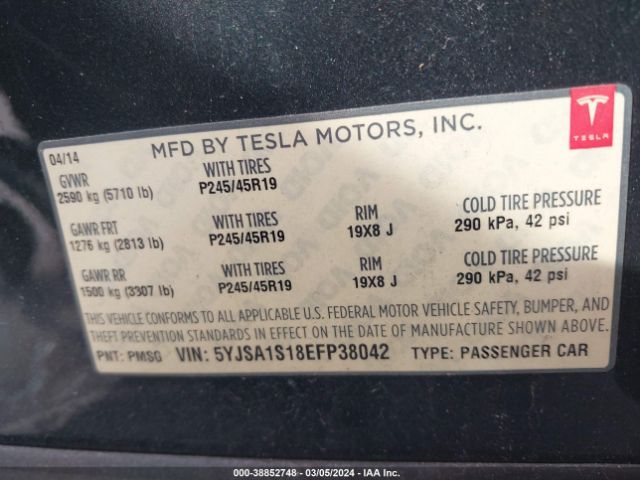 04/14
MFD BY TESLA MOTORS, INC.
TESLA
GVWR
2590 kg (5710 lb)
WITH TIRES
P245/45R19
GAWR FRT
1276 kg (2813 lb)
WITH TIRES
P245/45R19
RIM
19X8 J
COLD TIRE PRESSURE
290 kPa, 42 psi
GAWR RR
1500 kg (3307 lb)
WITH TIRES
P245/45R19
RIM
19X8 J
COLD TIRE PRESSURE
290 kPa, 42 psi
THIS VEHICLE CONFORMS TO ALL APPLICABLE U.S. FEDERAL MOTOR VEHICLE SAFETY, BUMPER, AND
THEFT PREVENTION STANDARDS IN EFFECT ON THE DATE OF MANUFACTURE SHOWN ABOVE.
PNT: PMSG VIN: 5YJSA1S18EFP38042 TYPE: PASSENGER CAR
000-38852748 - 03/05/2024 - IAA Inc.